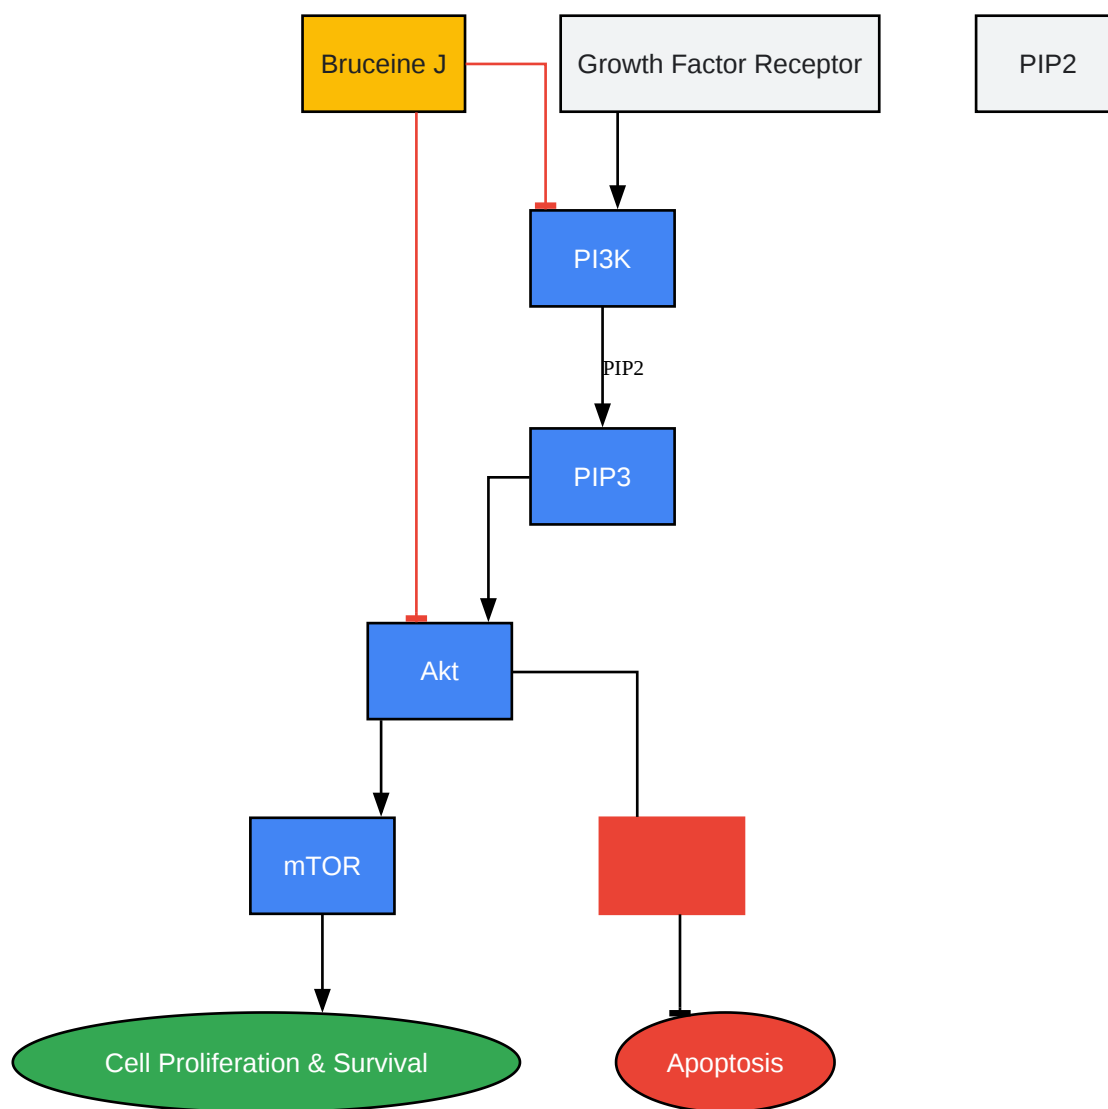 Bruceine J
Growth Factor Receptor
PIP2
PI3K
PIP2
PIP3
Akt
mTOR
Cell Proliferation & Survival
Apoptosis